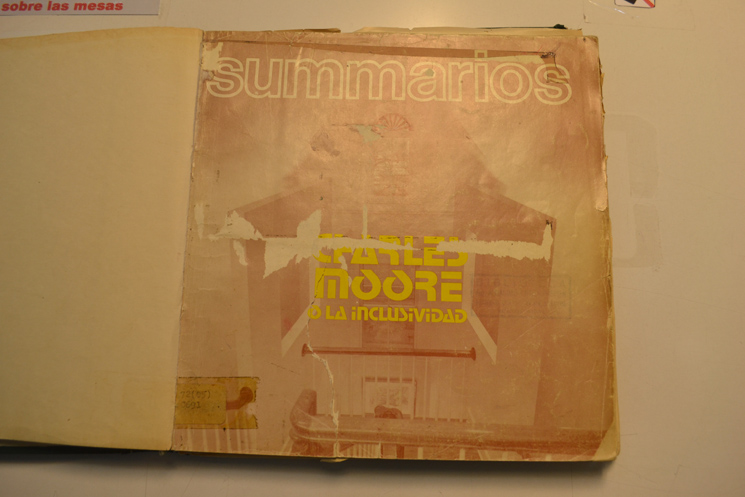 sobre las mesas
summarios
CHARLES
MOORE
O LA INCLUSIVIDAD